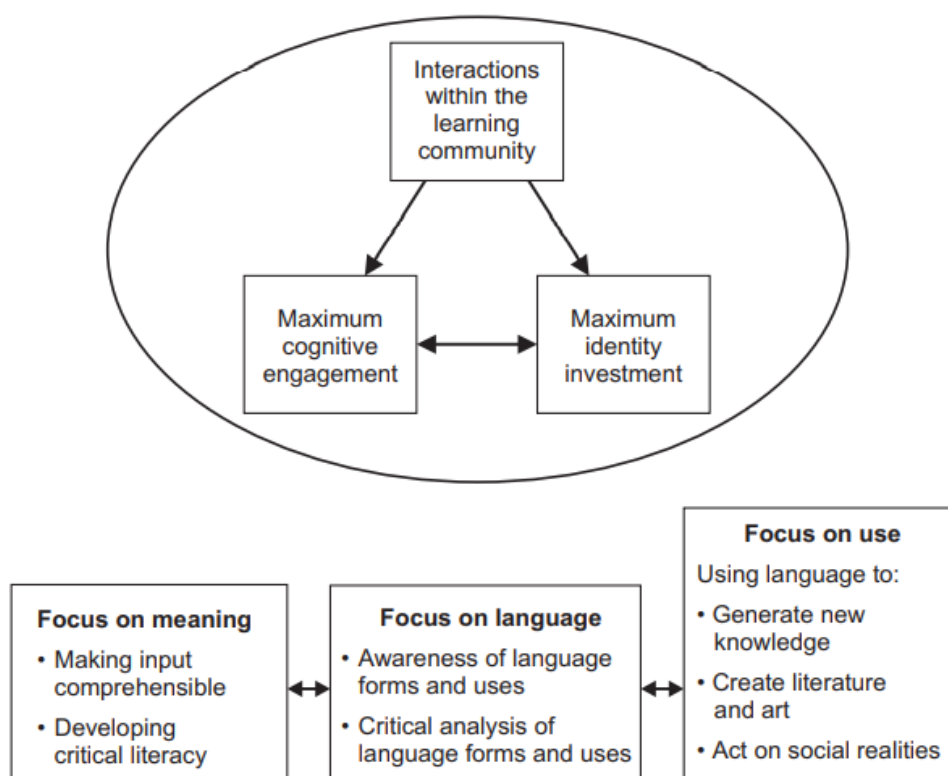 Interactions
within the
learning
community
Maximum
cognitive
engagement
Maximum
identity
investment
Focus on meaning
• Making input
comprehensible
• Developing
critical literacy
Focus on language
• Awareness of language
forms and uses
• Critical analysis of
language forms and uses
Focus on use
Using language to:
• Generate new
knowledge
• Create literature
and art
• Act on social realities